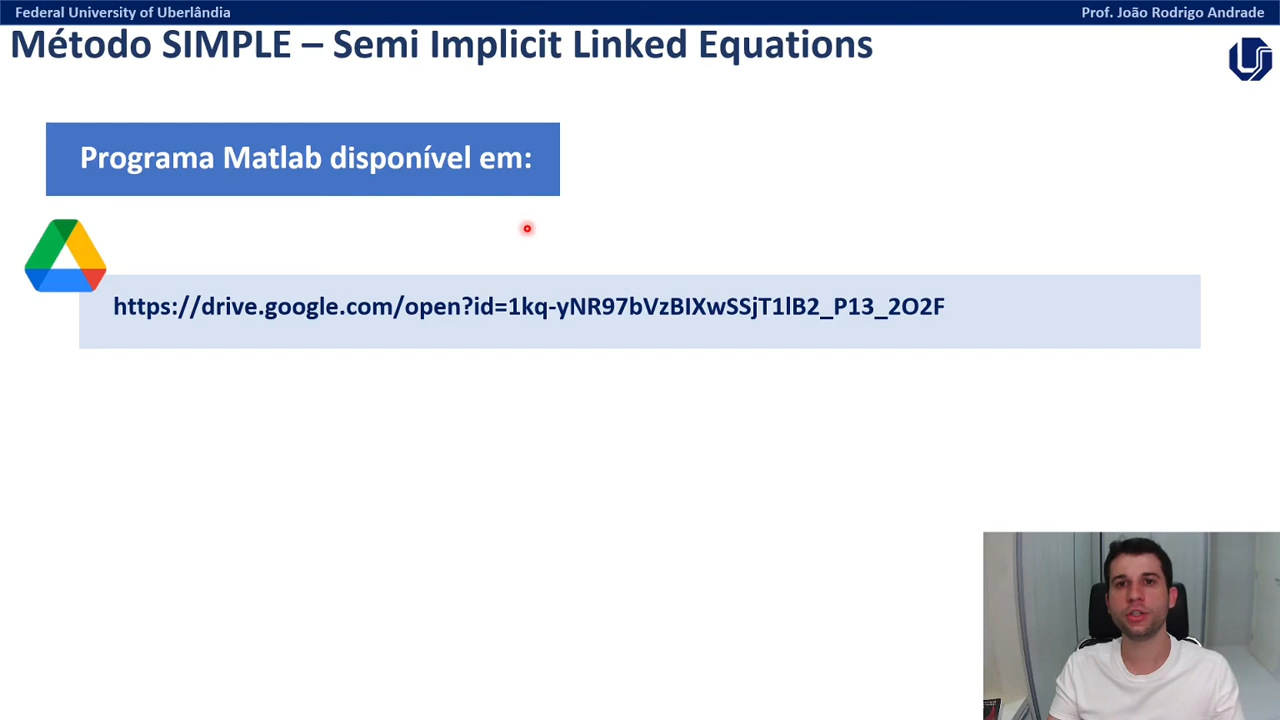 Federal University of Uberlândia
Prof. João Rodrigo Andrade
Método SIMPLE – Semi Implicit Linked Equations
Programa Matlab disponível em:
https://drive.google.com/open?id=1kq-yNR97bVzBIXwSSjT1lB2_P13_2O2F